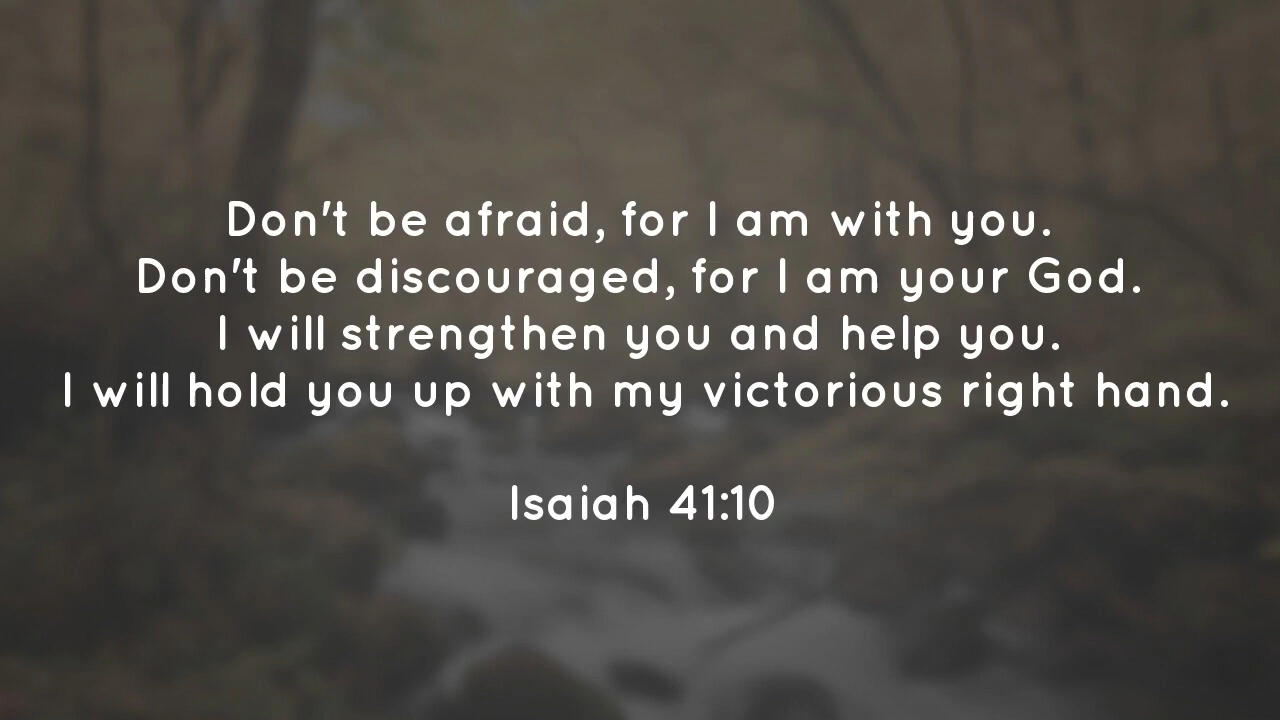 Don't be afraid, for I am with you.
Don't be discouraged, for I am your God.
I will strengthen you and help you.
I will hold you up with my victorious right hand.
Isaiah 41:10